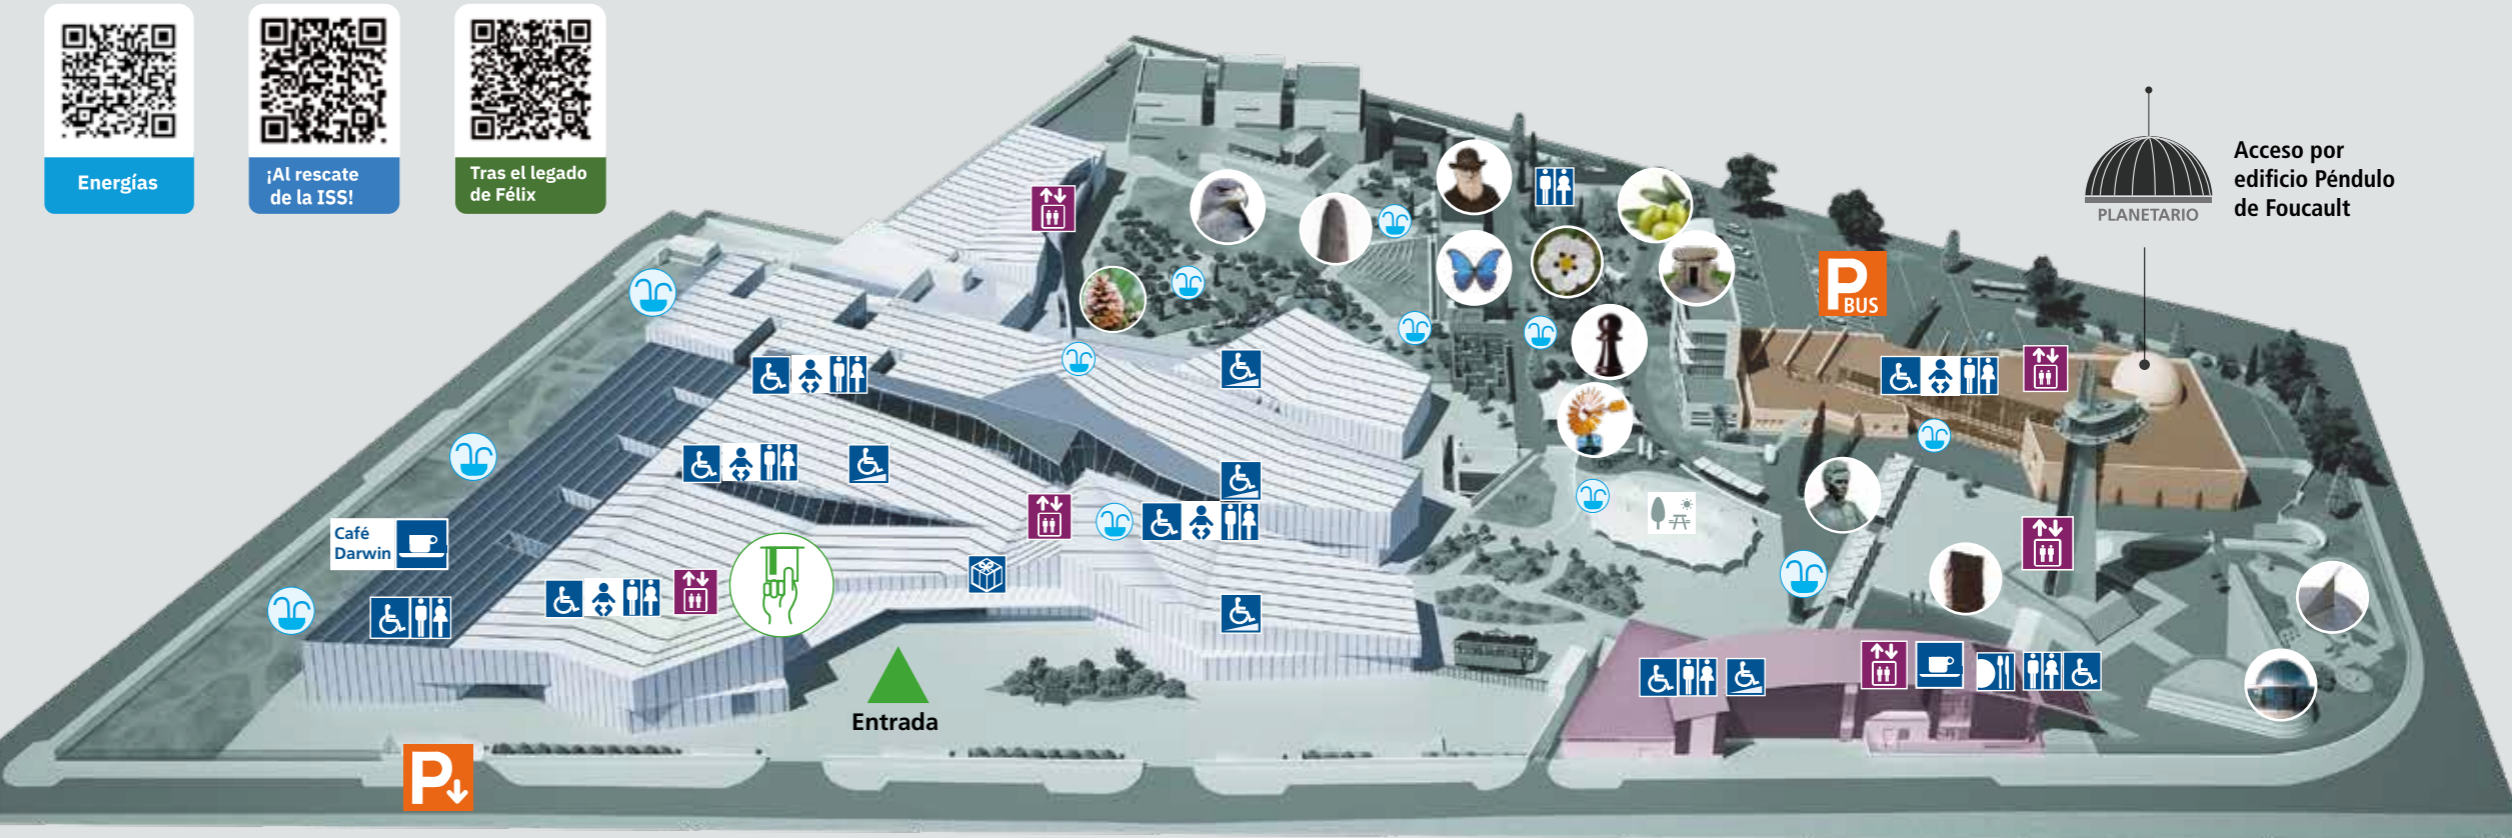 Energías
¡Al rescate
de la ISS!
Tras el legado
de Félix
PLANETARIO
Acceso por
edificio Péndulo
de Foucault
P
BUS
Café
Darwin
Entrada
P